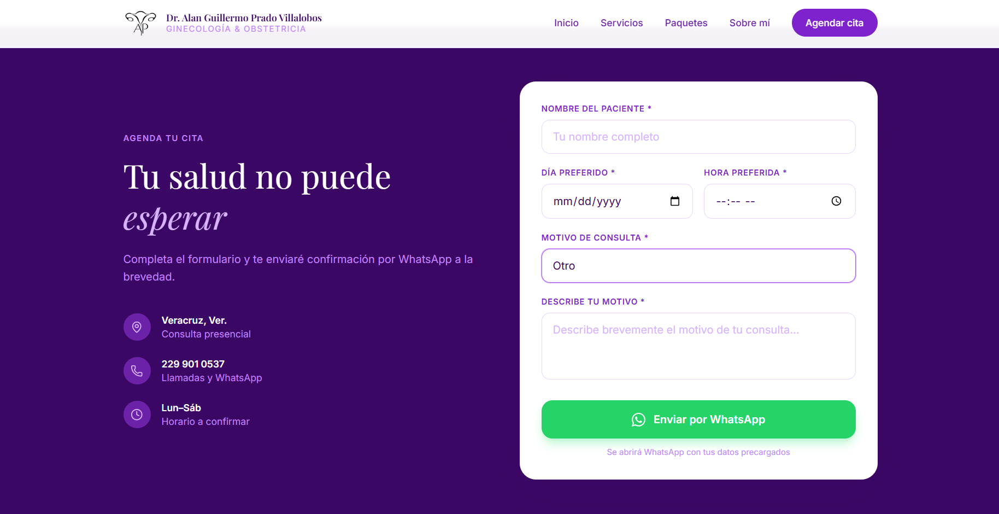 AP
Dr. Alan Guillermo Prado Villalobos
GINECOLOGÍA & OBSTETRICIA
Inicio
Servicios
Paquetes
Sobre mí
Agendar cita
AGENDA TU CITA
Tu salud no puede
esperar
Completa el formulario y te enviaré confirmación por WhatsApp a la
brevedad.
Veracruz, Ver.
Consulta presencial
229 901 0537
Llamadas y WhatsApp
Lun–Sáb
Horario a confirmar
NOMBRE DEL PACIENTE *
Tu nombre completo
DÍA PREFERIDO *
HORA PREFERIDA *
mm/dd/yyyy
--:-- --
MOTIVO DE CONSULTA *
Otro
DESCRIBE TU MOTIVO *
Describe brevemente el motivo de tu consulta...
Enviar por WhatsApp
Se abrirá WhatsApp con tus datos precargados